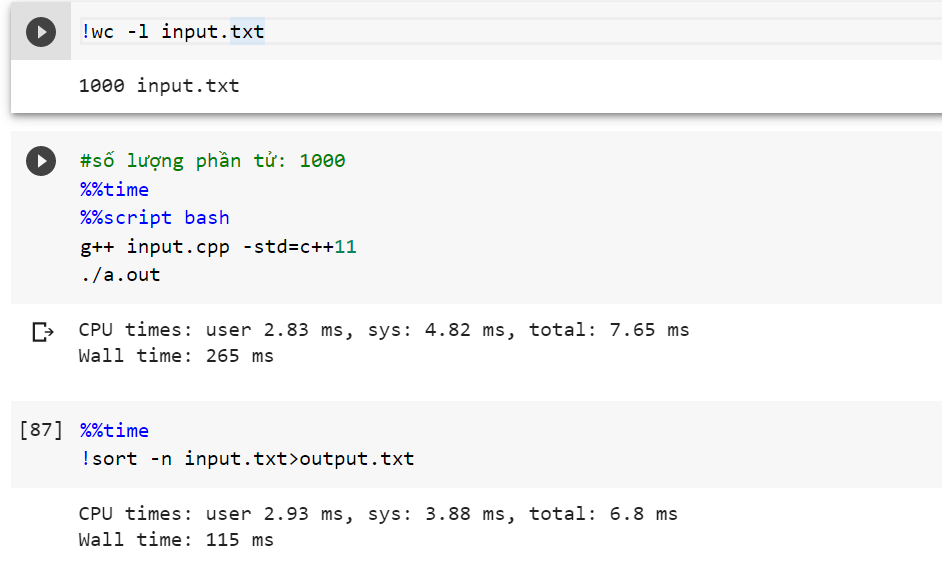 !wc -l input.txt
1000 input.txt
#số lượng phần tử: 1000
%%time
%%script bash
g++ input.cpp -std=c++11
./a.out
CPU times: user 2.83 ms, sys: 4.82 ms, total: 7.65 ms
Wall time: 265 ms
[87] %%time
!sort -n input.txt>output.txt
CPU times: user 2.93 ms, sys: 3.88 ms, total: 6.8 ms
Wall time: 115 ms